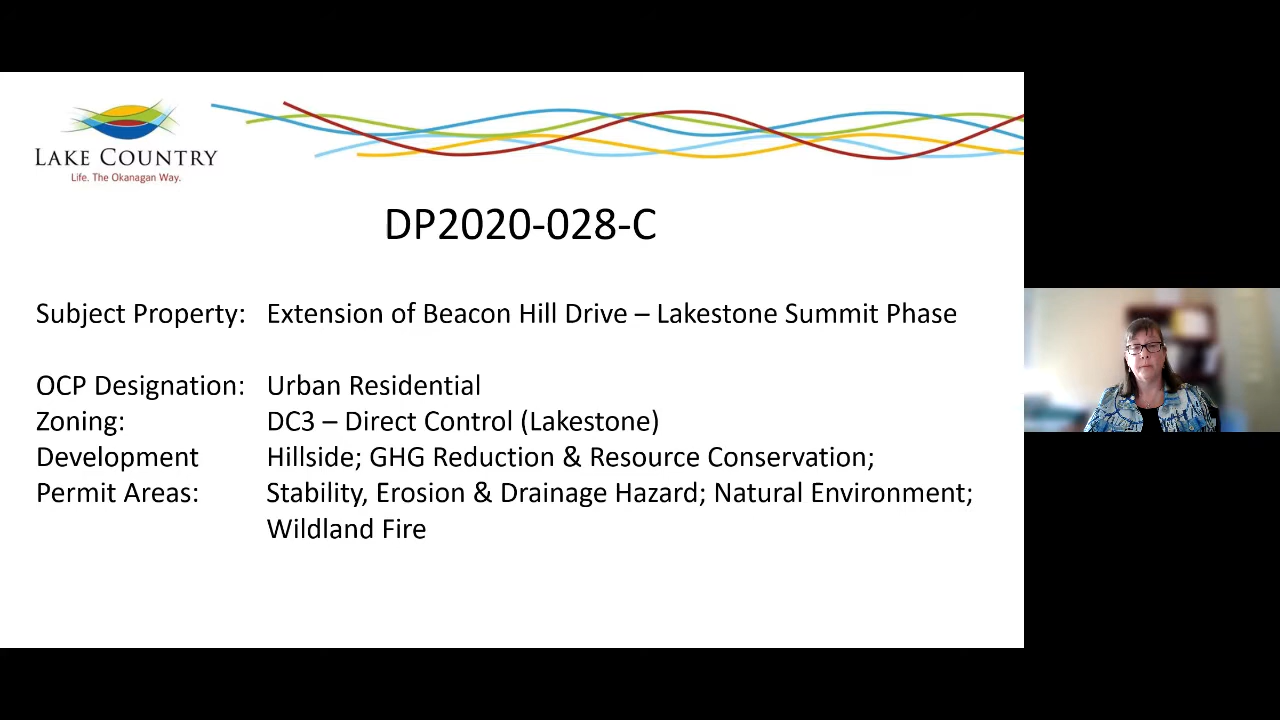 LAKE COUNTRY
Life. The Okanagan Way.
DP2020-028-C
Subject Property: Extension of Beacon Hill Drive – Lakestone Summit Phase
OCP Designation: Urban Residential
Zoning: DC3 – Direct Control (Lakestone)
Development Hillside; GHG Reduction & Resource Conservation;
Permit Areas: Stability, Erosion & Drainage Hazard; Natural Environment;
Wildland Fire